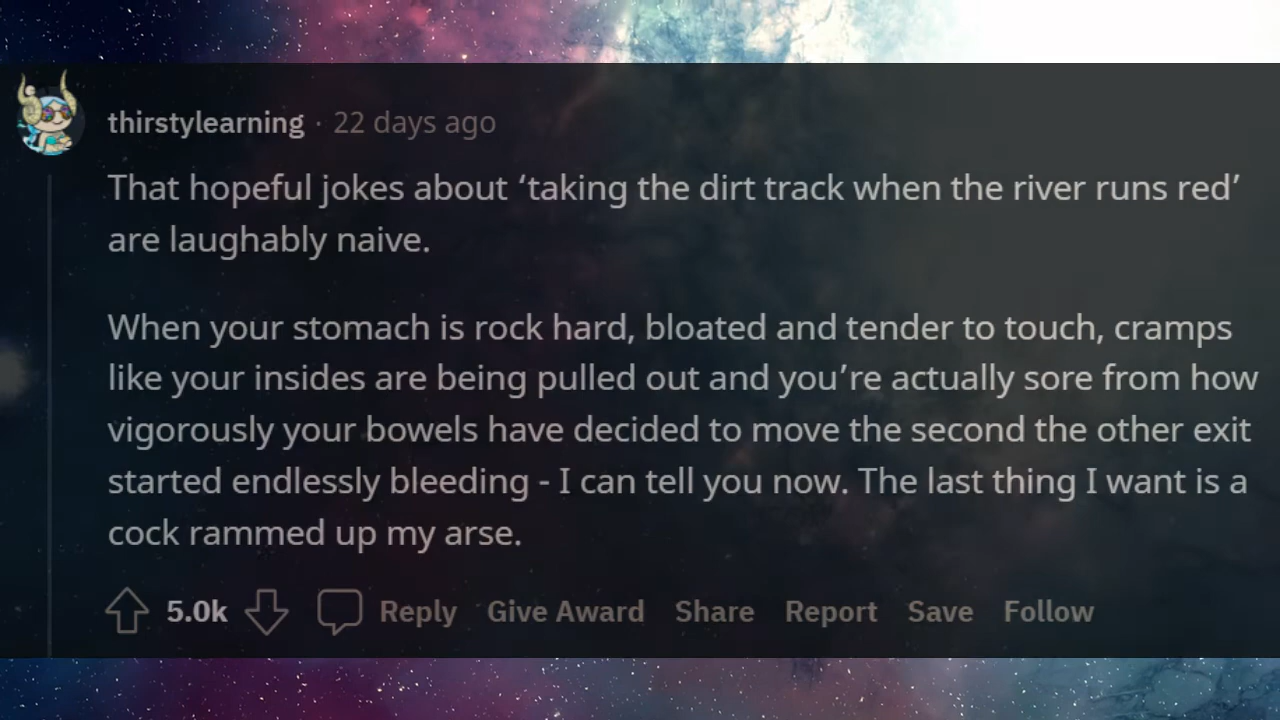 thirstylearning · 22 days ago
That hopeful jokes about ‘taking the dirt track when the river runs red’
are laughably naive.
When your stomach is rock hard, bloated and tender to touch, cramps
like your insides are being pulled out and you’re actually sore from how
vigorously your bowels have decided to move the second the other exit
started endlessly bleeding - I can tell you now. The last thing I want is a
cock rammed up my arse.
5.0k Reply Give Award Share Report Save Follow